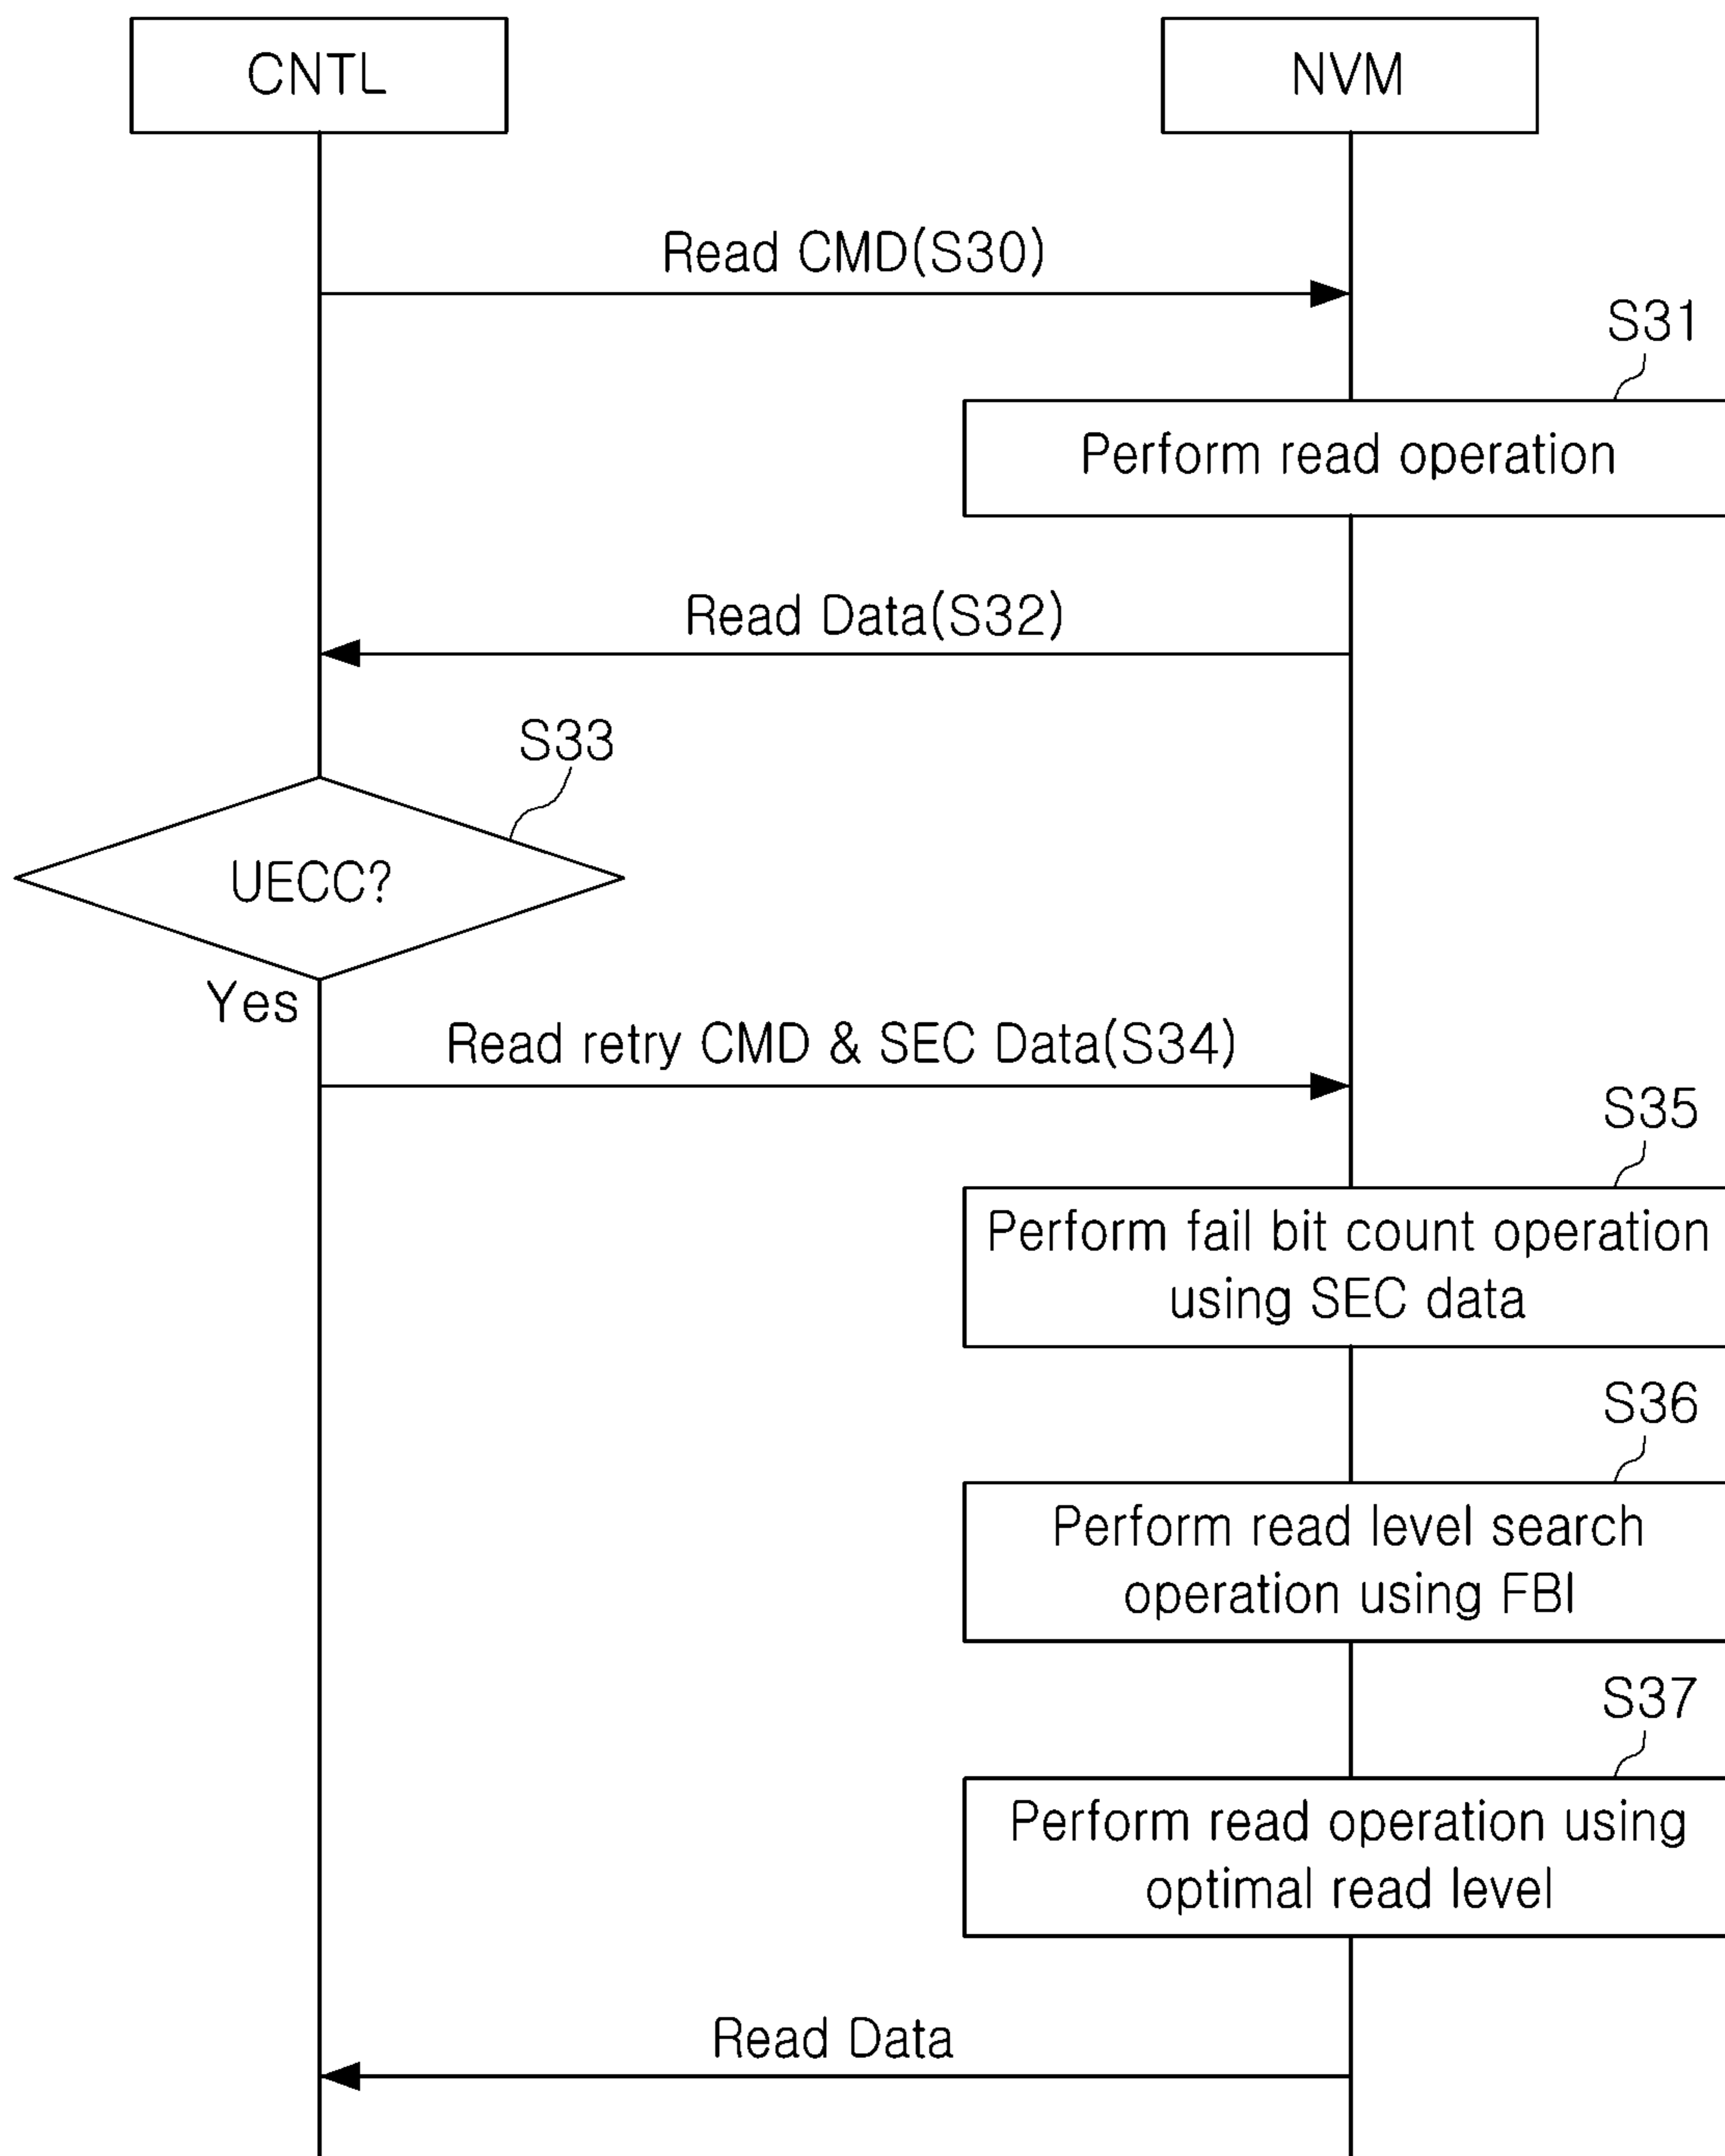 CNTL
NVM
Read CMD(S30)
S31
Perform read operation
Read Data(S32)
S33
UECC?
Yes
Read retry CMD & SEC Data(S34)
S35
Perform fail bit count operation
using SEC data
S36
Perform read level search
operation using FBI
S37
Perform read operation using
optimal read level
Read Data